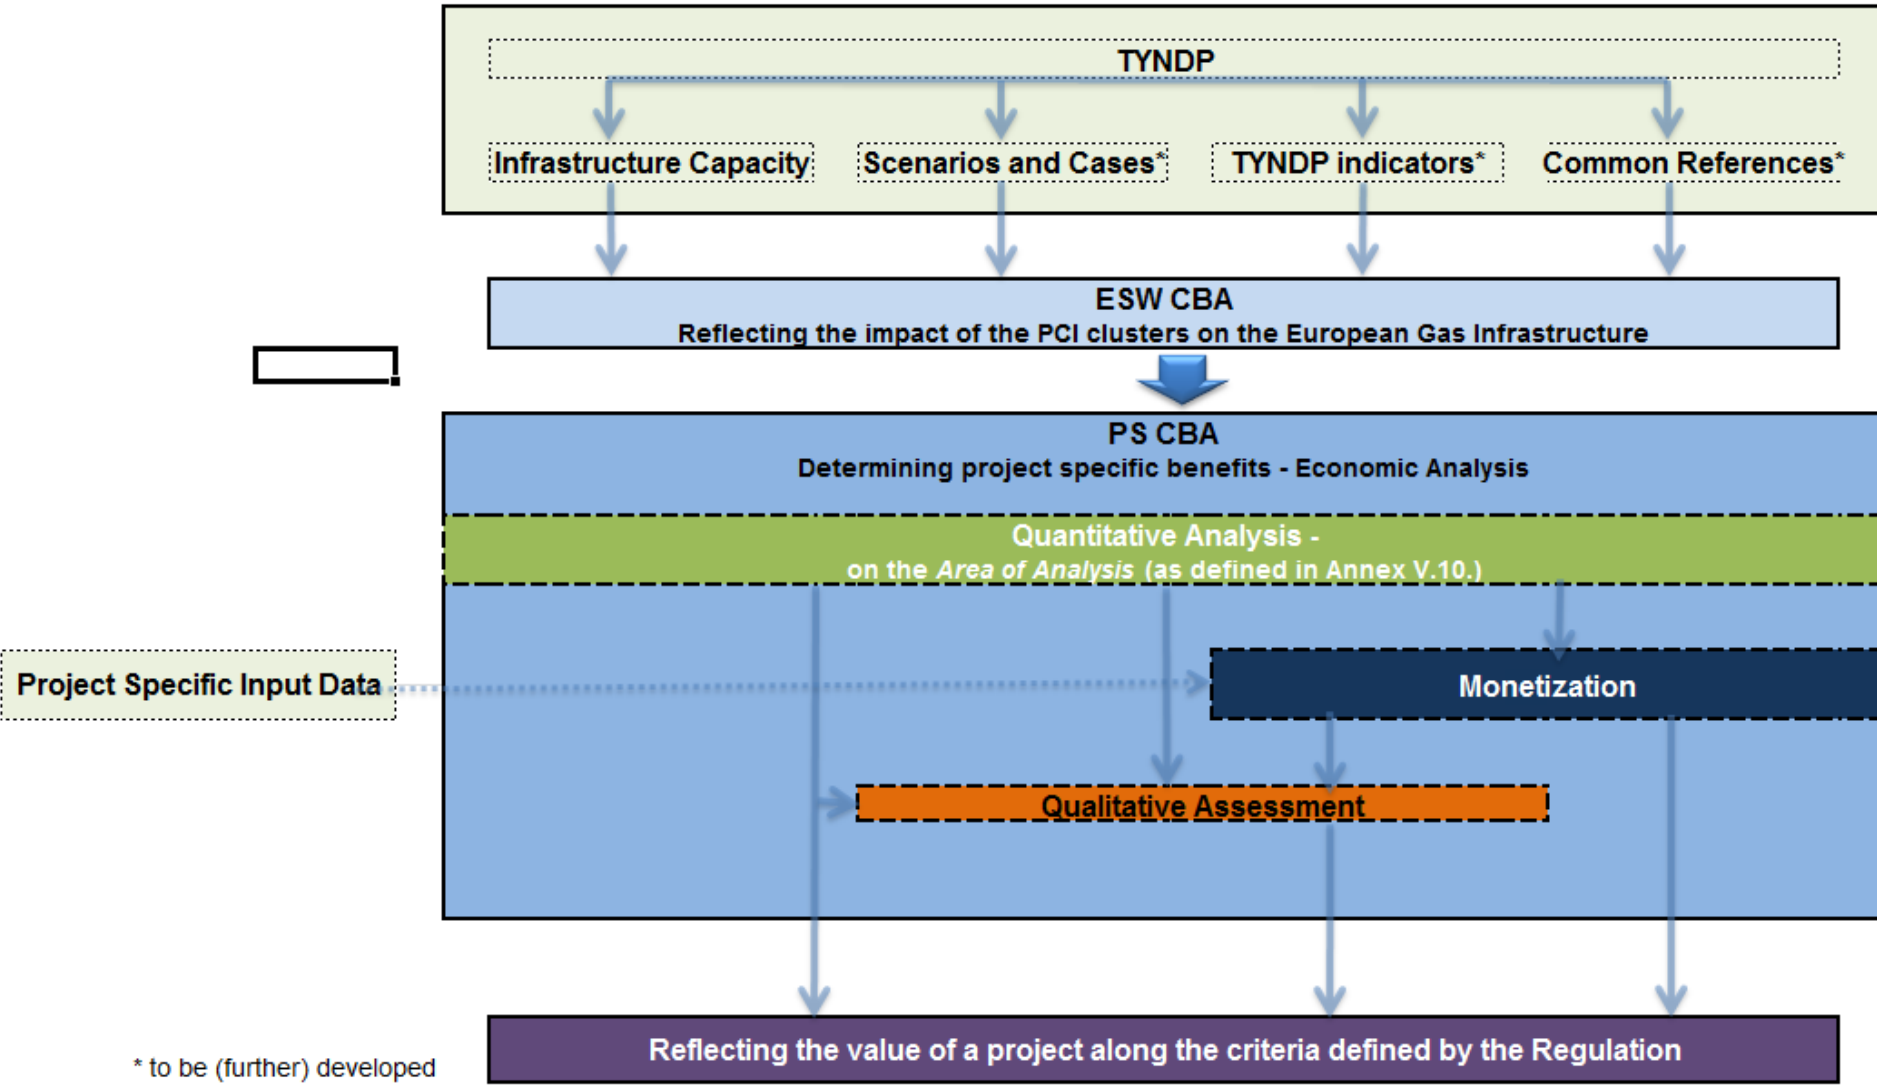 TYNDP
Infrastructure Capacity
Scenarios and Cases*
TYNDP indicators*
Common References*
ESW CBA
Reflecting the impact of the PCI clusters on the European Gas Infrastructure
PS CBA
Determining project specific benefits - Economic Analysis
Quantitative Analysis -
on the Area of Analysis (as defined in Annex V.10.)
Project Specific Input Data
Monetization
Qualitative Assessment
Reflecting the value of a project along the criteria defined by the Regulation
* to be (further) developed